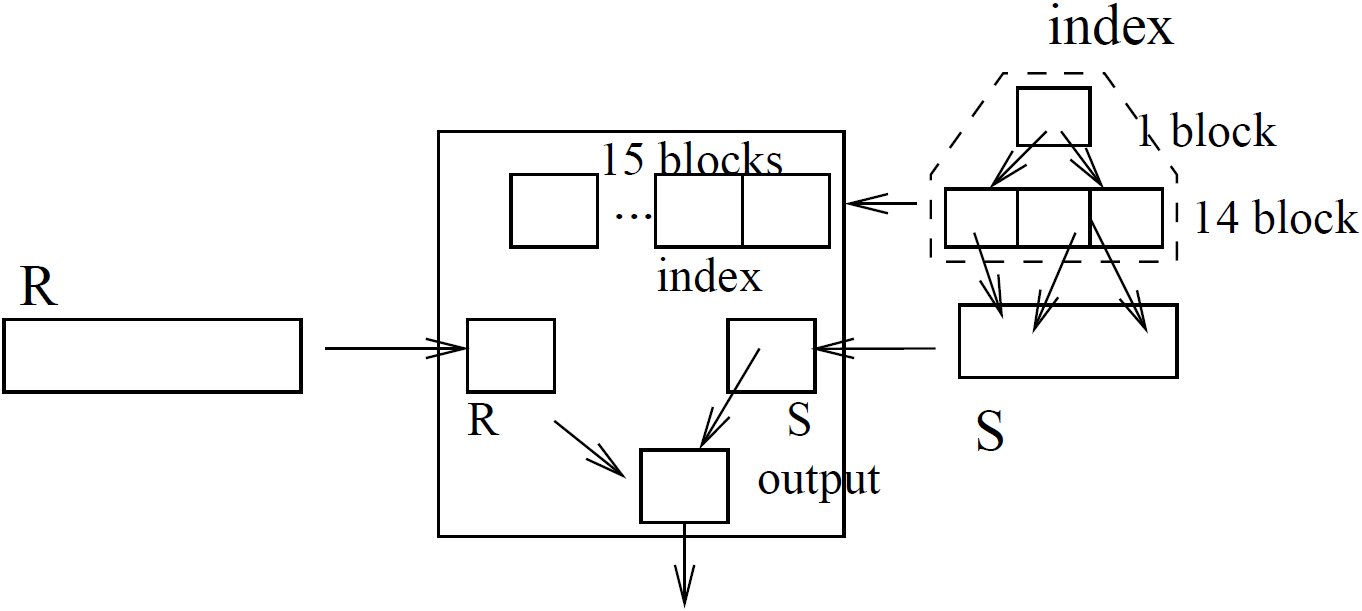 index
1 block
15 blocks
...
14 block
index
R
R
S
S
output